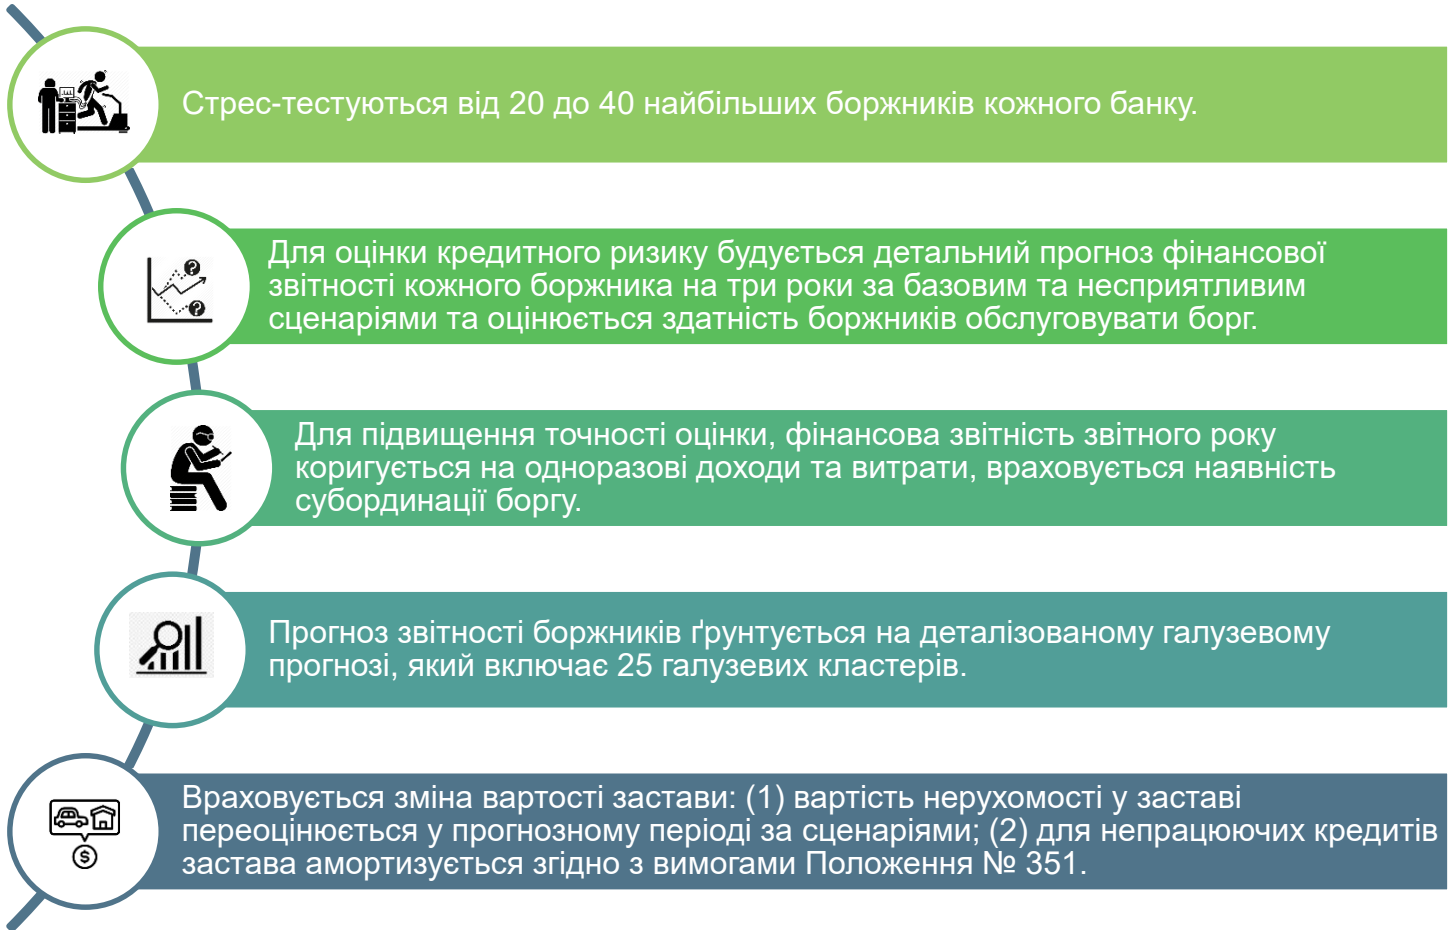 Стрес-тестуються від 20 до 40 найбільших боржників кожного банку.
Для оцінки кредитного ризику будується детальний прогноз фінансової
звітності кожного боржника на три роки за базовим та несприятливим
сценаріями та оцінюється здатність боржників обслуговувати борг.
Для підвищення точності оцінки, фінансова звітність звітного року
коригується на одноразові доходи та витрати, враховується наявність
субординації боргу.
Прогноз звітності боржників ґрунтується на деталізованому галузевому
прогнозі, який включає 25 галузевих кластерів.
Враховується зміна вартості застави: (1) вартість нерухомості у заставі
переоцінюється у прогнозному періоді за сценаріями; (2) для непрацюючих кредитів
застава амортизується згідно з вимогами Положення № 351.